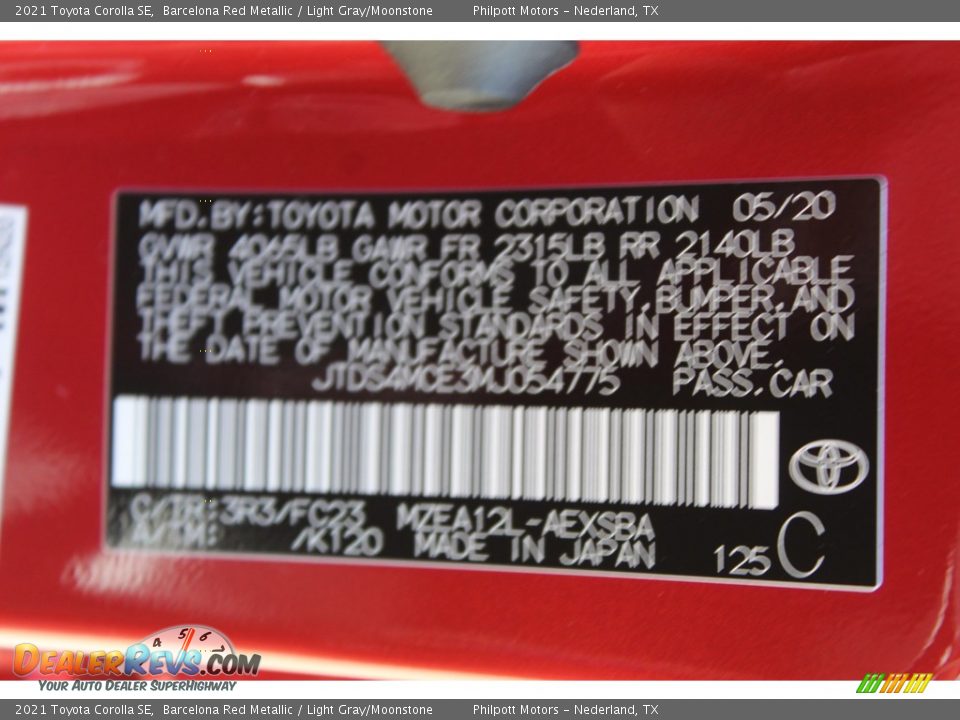 2021 Toyota Corolla SE, Barcelona Red Metallic / Light Gray/Moonstone Philpott Motors - Nederland, TX
MFD. BY: TOYOTA MOTOR CORPORATION 05/20
GVWR 4065LB GAWR FR 2315LB RR 2140LB
THIS VEHICLE CONFORMS TO ALL APPLICABLE
FEDERAL MOTOR VEHICLE SAFETY, BUMPER, AND
THEFT PREVENTION STANDARDS IN EFFECT ON
THE DATE OF MANUFACTURE SHOWN ABOVE.
JTDS4MCE3MJ054775 PASS. CAR
C/TR: 3R3/FC23 MZEA12L-AEXSBA
A/TM: /K120 MADE IN JAPAN 125 C
4 5 6
DealerRevs.com
Your Auto Dealer SuperHighway
2021 Toyota Corolla SE, Barcelona Red Metallic / Light Gray/Moonstone Philpott Motors - Nederland, TX